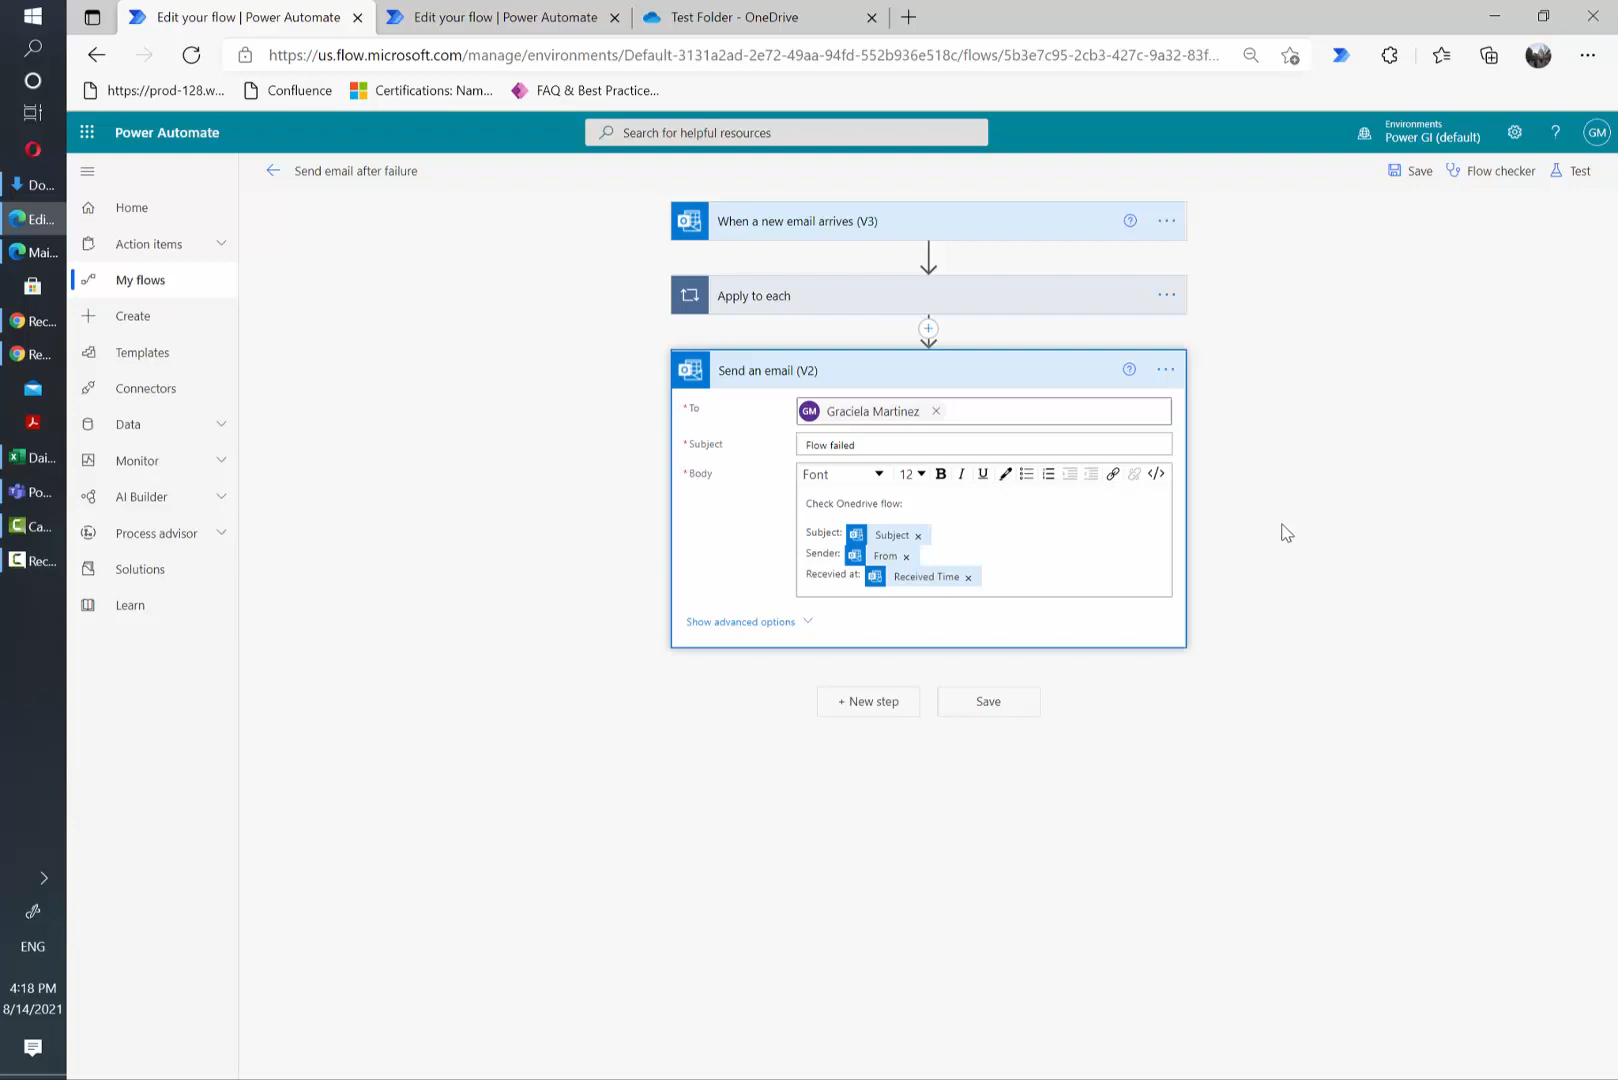 Edit your flow | Power Automate
Edit your flow | Power Automate
Test Folder - OneDrive
https://us.flow.microsoft.com/manage/environments/Default-3131a2ad-2e72-49aa-94fd-552b936e518c/flows/5b3e7c95-2cb3-427c-9a32-83f...
https://prod-128.w...
Confluence
Certifications: Nam...
FAQ & Best Practice...
Power Automate
Search for helpful resources
Environments
Power GI (default)
?
GM
Send email after failure
Save
Flow checker
Test
Home
Action items
My flows
Create
Templates
Connectors
Data
Monitor
AI Builder
Process advisor
Solutions
Learn
When a new email arrives (V3)
Apply to each
Send an email (V2)
* To
GM Graciela Martinez
* Subject
Flow failed
* Body
Font 12 B I U </>
Check Onedrive flow:
Subject: Subject
Sender: From
Recevied at: Received Time
Show advanced options
+ New step
Save
Do...
Edi...
Mai...
Rec...
Re...
Dai...
Po...
Ca...
Rec...
ENG
4:18 PM
8/14/2021